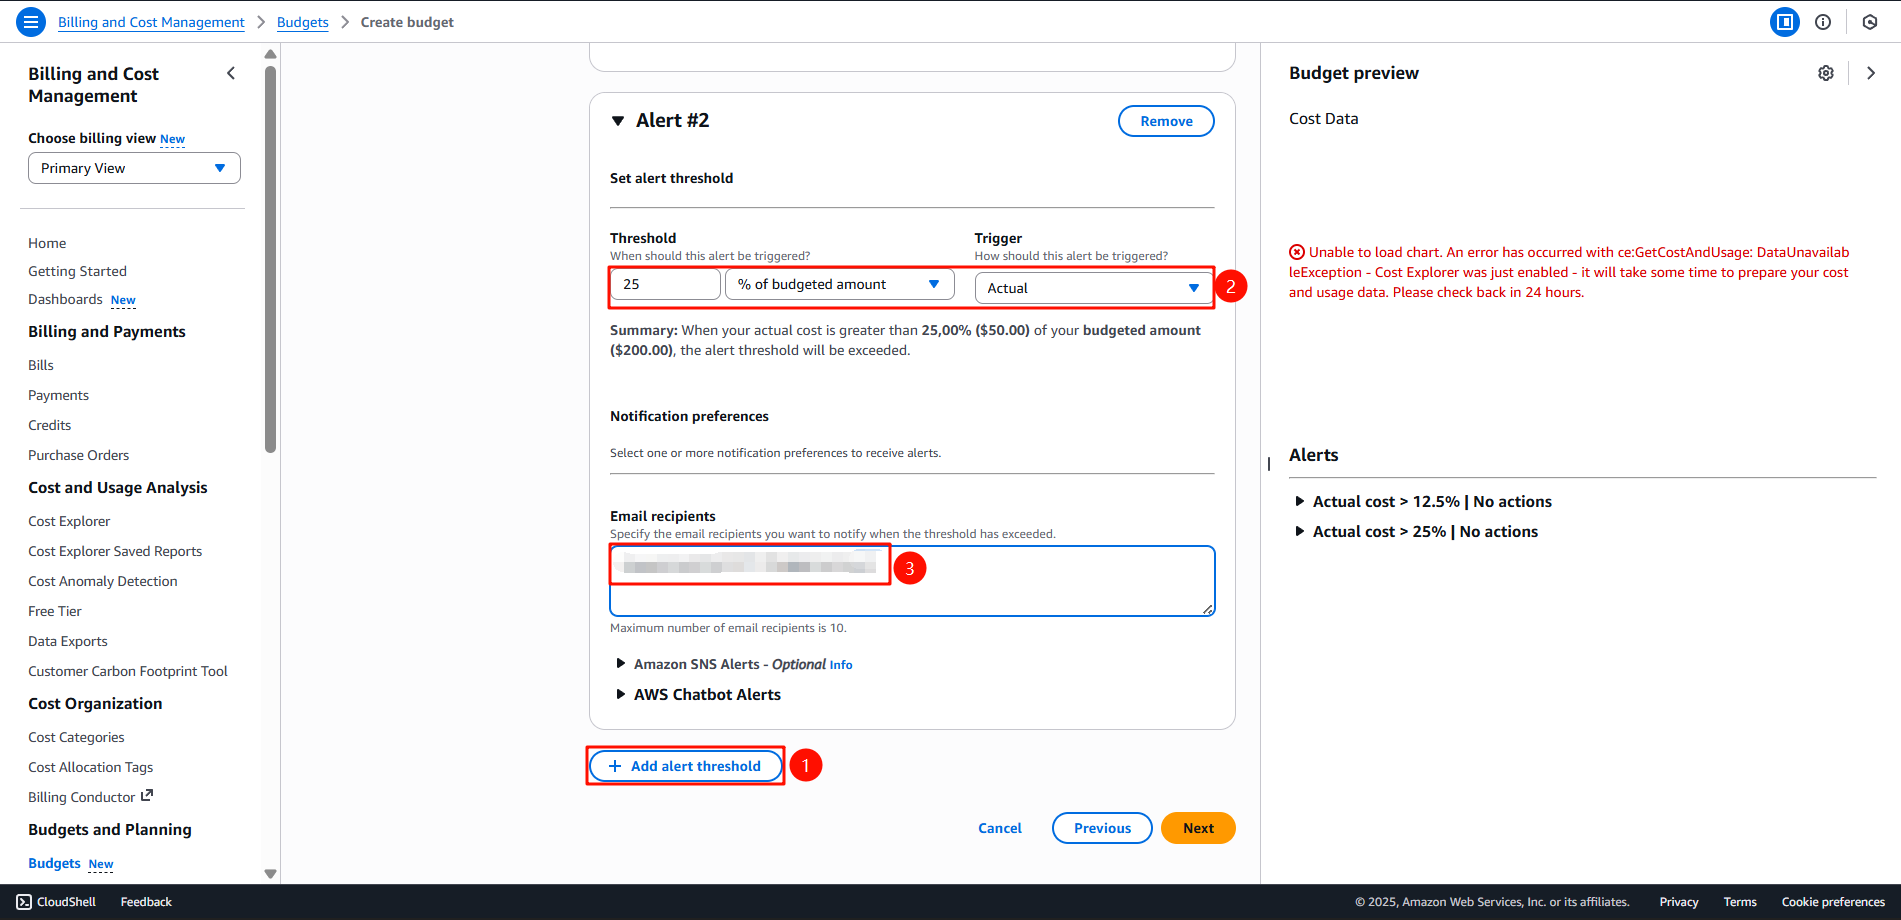 Billing and Cost Management > Budgets > Create budget
Billing and Cost
Management
Choose billing view New
Primary View
Home
Getting Started
Dashboards New
Billing and Payments
Bills
Payments
Credits
Purchase Orders
Cost and Usage Analysis
Cost Explorer
Cost Explorer Saved Reports
Cost Anomaly Detection
Free Tier
Data Exports
Customer Carbon Footprint Tool
Cost Organization
Cost Categories
Cost Allocation Tags
Billing Conductor
Budgets and Planning
Budgets New
Alert #2
Remove
Set alert threshold
Threshold
When should this alert be triggered?
25
% of budgeted amount
Trigger
How should this alert be triggered?
Actual
2
Summary: When your actual cost is greater than 25,00% ($50.00) of your budgeted amount
($200.00), the alert threshold will be exceeded.
Notification preferences
Select one or more notification preferences to receive alerts.
Email recipients
Specify the email recipients you want to notify when the threshold has exceeded.
3
Maximum number of email recipients is 10.
Amazon SNS Alerts - Optional Info
AWS Chatbot Alerts
+ Add alert threshold
1
Cancel
Previous
Next
Budget preview
Cost Data
Unable to load chart. An error has occurred with ce:GetCostAndUsage: DataUnavailab
leException - Cost Explorer was just enabled - it will take some time to prepare your cost
and usage data. Please check back in 24 hours.
Alerts
Actual cost > 12.5% | No actions
Actual cost > 25% | No actions
CloudShell
Feedback
© 2025, Amazon Web Services, Inc. or its affiliates.
Privacy
Terms
Cookie preferences